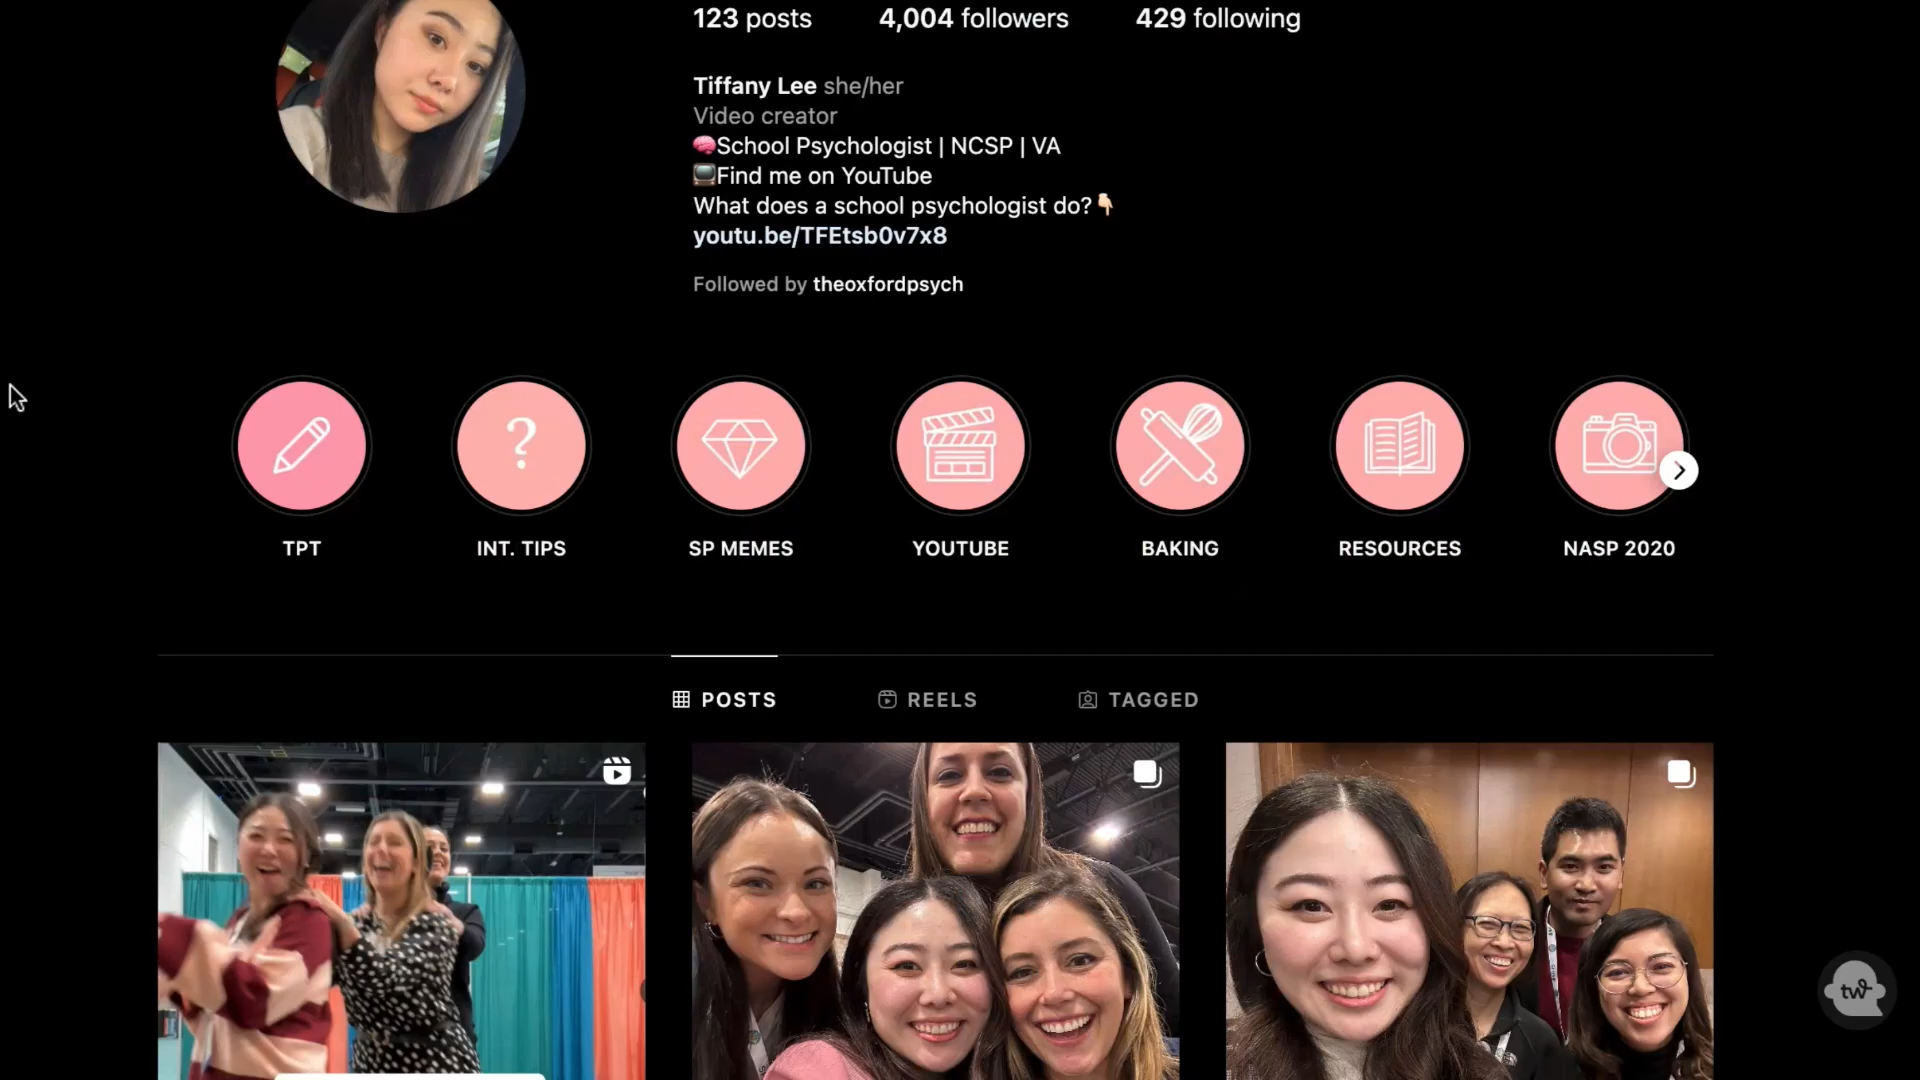 123 posts 4,004 followers 429 following
Tiffany Lee she/her
Video creator
🧠School Psychologist | NCSP | VA
📺Find me on YouTube
What does a school psychologist do?👇🏻
youtu.be/TFEtsb0v7x8
Followed by theoxfordpsych
?
TPT INT. TIPS SP MEMES YOUTUBE BAKING RESOURCES NASP 2020
POSTS REELS TAGGED
tw